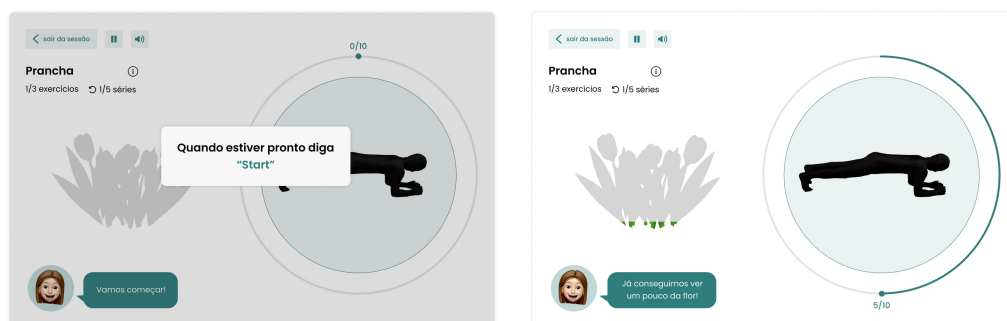 sair da sessão
0/10
Prancha
1/3 exercícios 1/5 séries
Quando estiver pronto diga
“Start”
Vamos começar!
sair da sessão
Prancha
1/3 exercícios 1/5 séries
Já conseguimos ver
um pouco da flor!
5/10